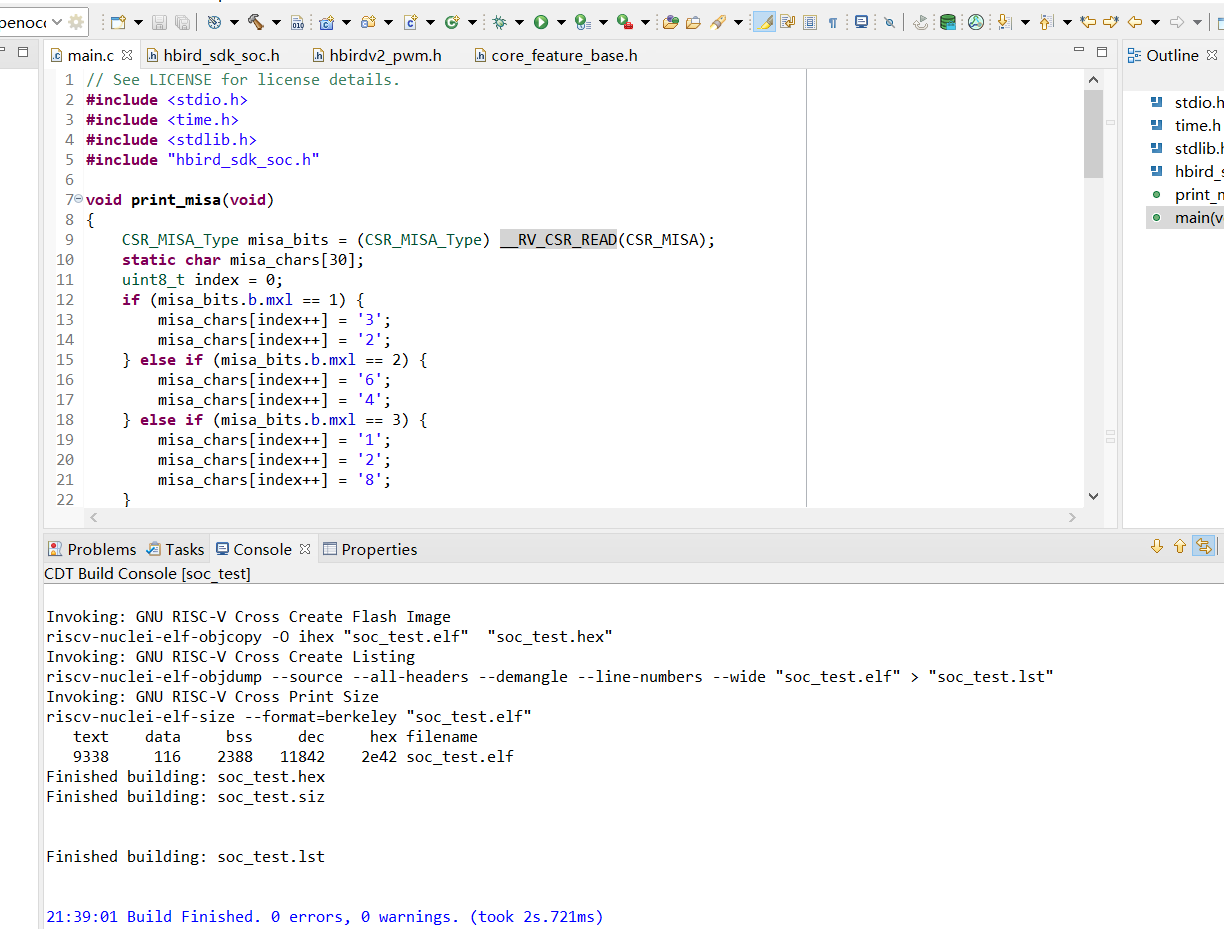 penoc
main.c
hbird_sdk_soc.h
hbirdv2_pwm.h
core_feature_base.h
Outline
1 // See LICENSE for license details.
2 #include <stdio.h>
3 #include <time.h>
4 #include <stdlib.h>
5 #include "hbird_sdk_soc.h"
6
7 void print_misa(void)
8 {
9 CSR_MISA_Type misa_bits = (CSR_MISA_Type) __RV_CSR_READ(CSR_MISA);
10 static char misa_chars[30];
11 uint8_t index = 0;
12 if (misa_bits.b.mxl == 1) {
13 misa_chars[index++] = '3';
14 misa_chars[index++] = '2';
15 } else if (misa_bits.b.mxl == 2) {
16 misa_chars[index++] = '6';
17 misa_chars[index++] = '4';
18 } else if (misa_bits.b.mxl == 3) {
19 misa_chars[index++] = '1';
20 misa_chars[index++] = '2';
21 misa_chars[index++] = '8';
22 }
stdio.h
time.h
stdlib.h
hbird_s
print_m
main(v
Problems
Tasks
Console
Properties
CDT Build Console [soc_test]
Invoking: GNU RISC-V Cross Create Flash Image
riscv-nuclei-elf-objcopy -O ihex "soc_test.elf"  "soc_test.hex"
Invoking: GNU RISC-V Cross Create Listing
riscv-nuclei-elf-objdump --source --all-headers --demangle --line-numbers --wide "soc_test.elf" > "soc_test.lst"
Invoking: GNU RISC-V Cross Print Size
riscv-nuclei-elf-size --format=berkeley "soc_test.elf"
text data bss dec hex filename
9338 116 2388 11842 2e42 soc_test.elf
Finished building: soc_test.hex
Finished building: soc_test.siz
Finished building: soc_test.lst
21:39:01 Build Finished. 0 errors, 0 warnings. (took 2s.721ms)